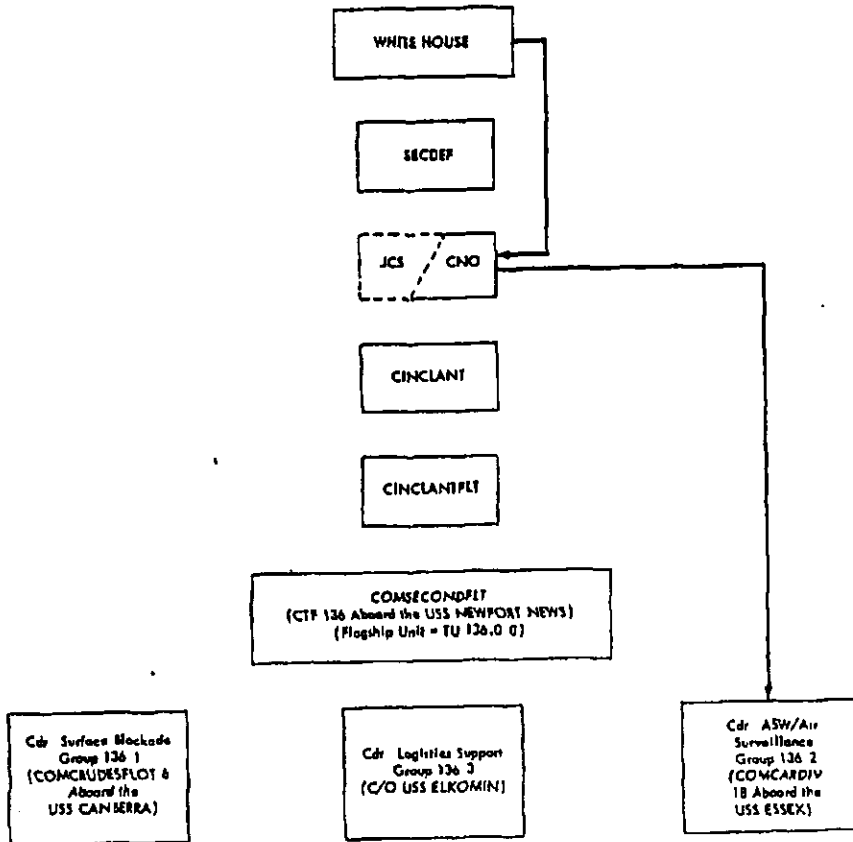 WHITE HOUSE
SECDEF
JCS
CNO
CINCLANT
CINCLANTFLT
COMSECONDFLT
(CTF 136 Aboard the USS NEWPORT NEWS)
(Flagship Unit = TU 136.0 0)
Cdr Surface Blockade
Group 136 1
(COMCRUDESFLOT 6
Aboard the
USS CANBERRA)
Cdr Logistics Support
Group 136 3
(C/O USS ELKOMIN)
Cdr ASW/Air
Surveillance
Group 136 2
(COMCARDIV
18 Aboard the
USS ESSEX)